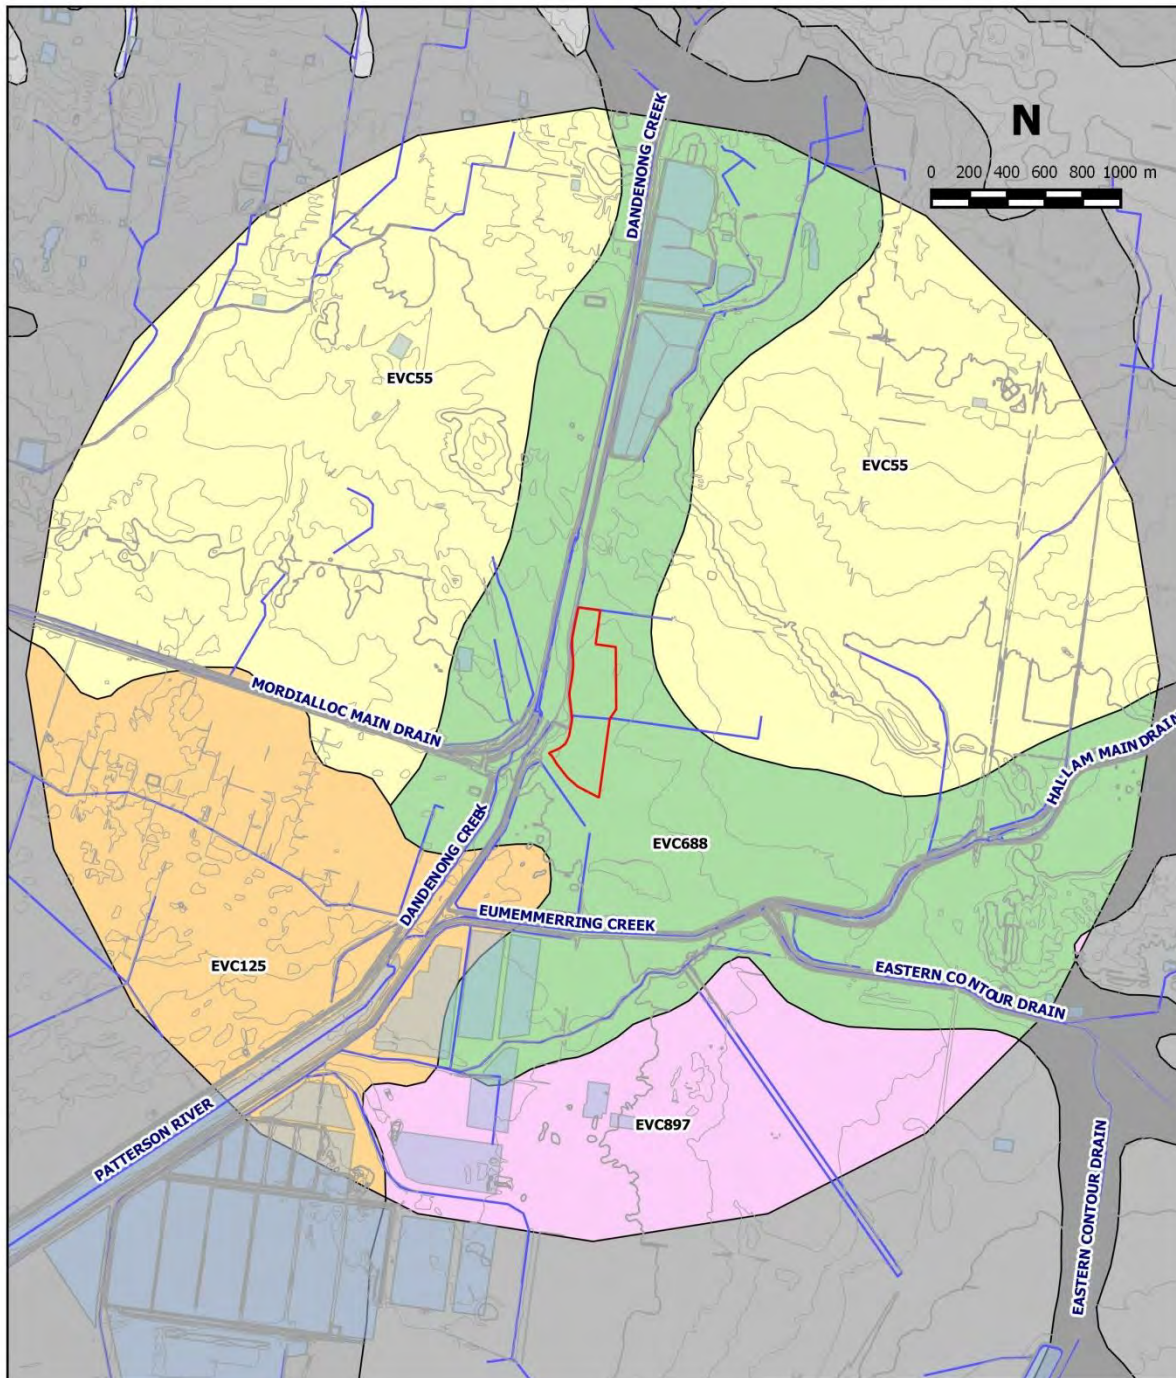 DANDENONG CREEK
N
0 200 400 600 800 1000 m
EVC55
EVC55
MORDIALLOC MAIN DRAIN
HALLAM MAIN DRAIN
DANDENONG CREEK
EVC688
EUMEMMERRING CREEK
EVC125
EASTERN CONTOUR DRAIN
PATTERSON RIVER
EVC897
EASTERN CONTOUR DRAIN